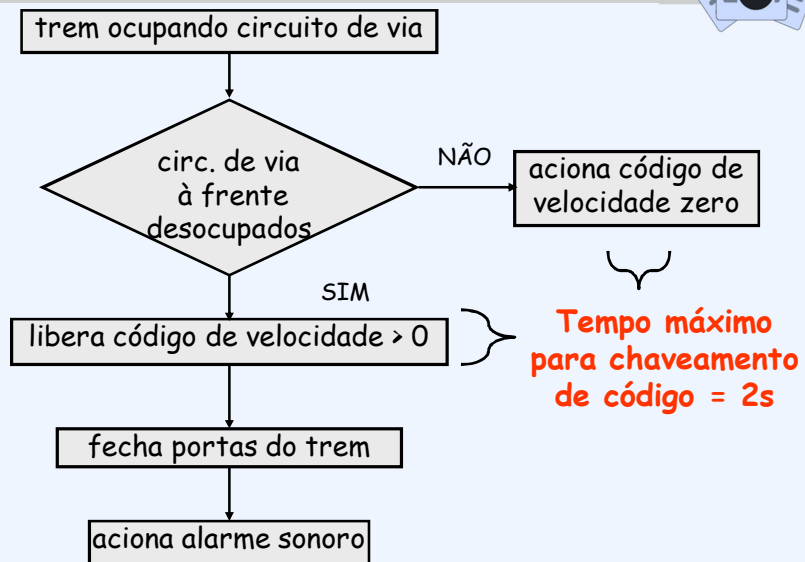 trem ocupando circuito de via
circ. de via
à frente
desocupados
NÃO
aciona código de
velocidade zero
SIM
libera código de velocidade > 0
Tempo máximo
para chaveamento
de código = 2s
fecha portas do trem
aciona alarme sonoro